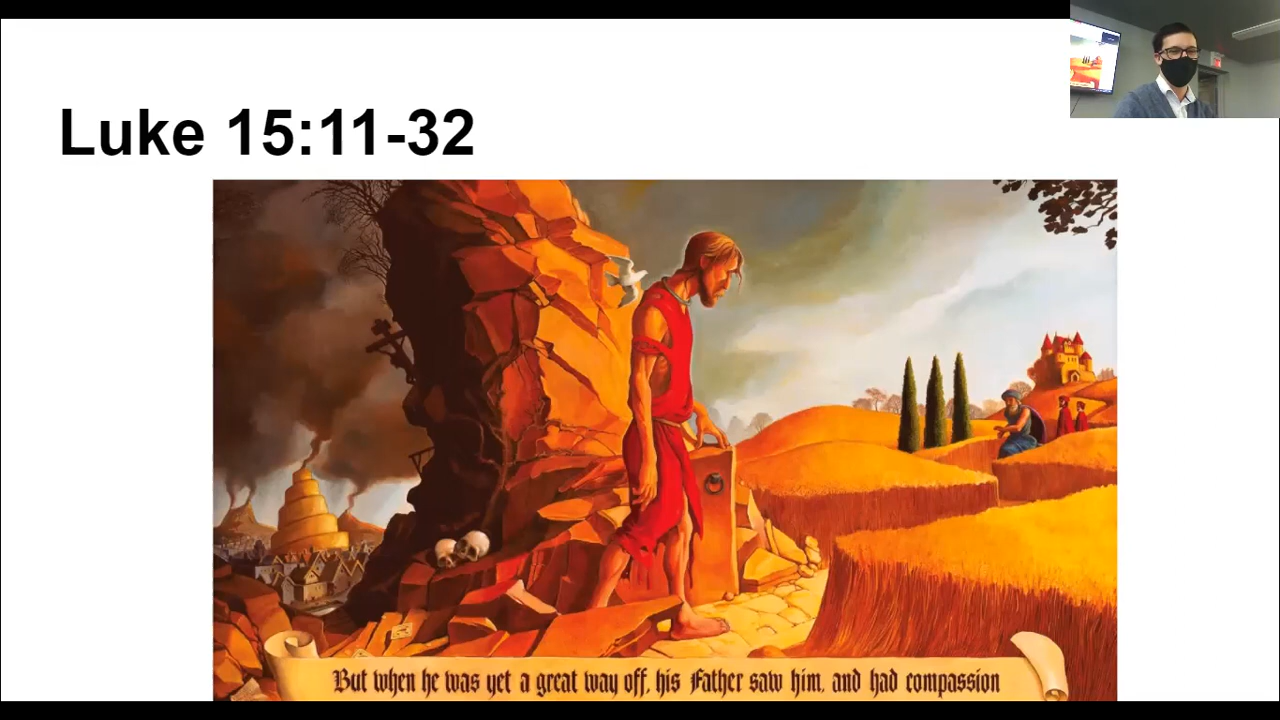 Luke 15:11-32
But when he was yet a great way off, his Father saw him, and had compassion